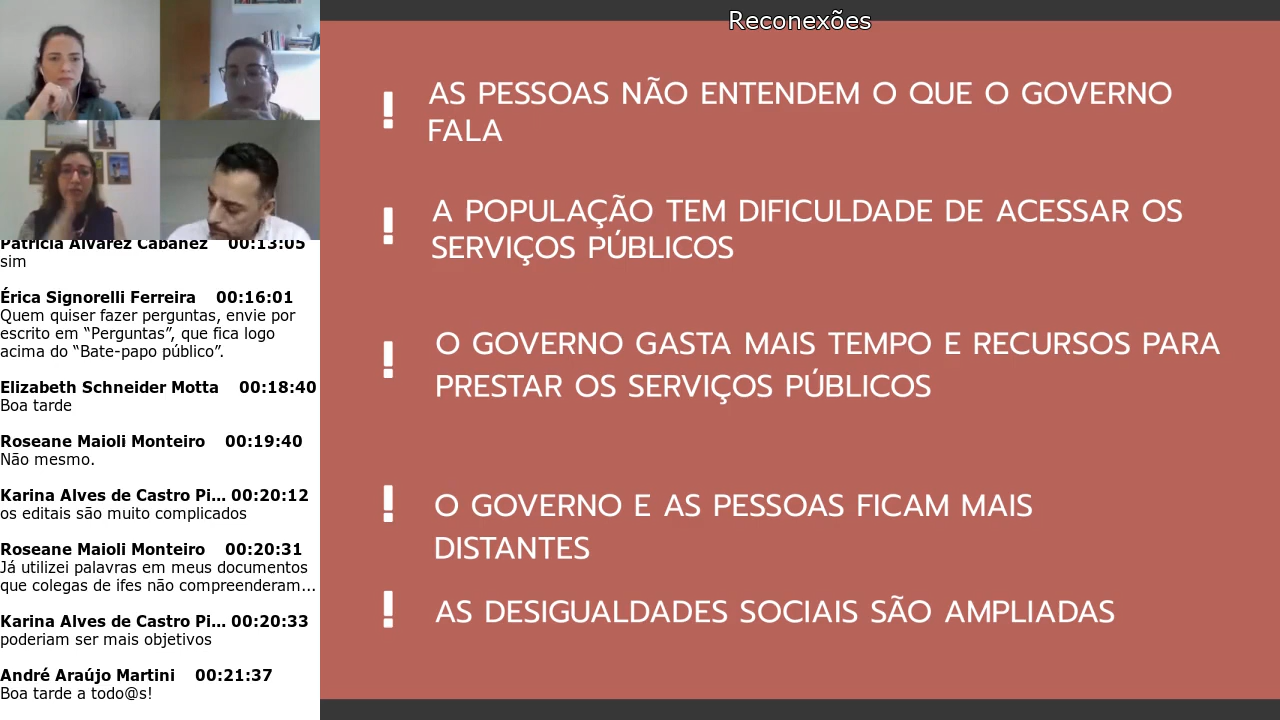 Reconexões
AS PESSOAS NÃO ENTENDEM O QUE O GOVERNO
FALA
A POPULAÇÃO TEM DIFICULDADE DE ACESSAR OS
SERVIÇOS PÚBLICOS
O GOVERNO GASTA MAIS TEMPO E RECURSOS PARA
PRESTAR OS SERVIÇOS PÚBLICOS
O GOVERNO E AS PESSOAS FICAM MAIS
DISTANTES
AS DESIGUALDADES SOCIAIS SÃO AMPLIADAS
Patrícia Alvarez Cabanez 00:13:05
sim
Érica Signorelli Ferreira 00:16:01
Quem quiser fazer perguntas, envie por
escrito em “Perguntas”, que fica logo
acima do “Bate-papo público”.
Elizabeth Schneider Motta 00:18:40
Boa tarde
Roseane Maioli Monteiro 00:19:40
Não mesmo.
Karina Alves de Castro Pi... 00:20:12
os editais são muito complicados
Roseane Maioli Monteiro 00:20:31
Já utilizei palavras em meus documentos
que colegas de ifes não compreenderam...
Karina Alves de Castro Pi... 00:20:33
poderiam ser mais objetivos
André Araújo Martini 00:21:37
Boa tarde a todo@s!